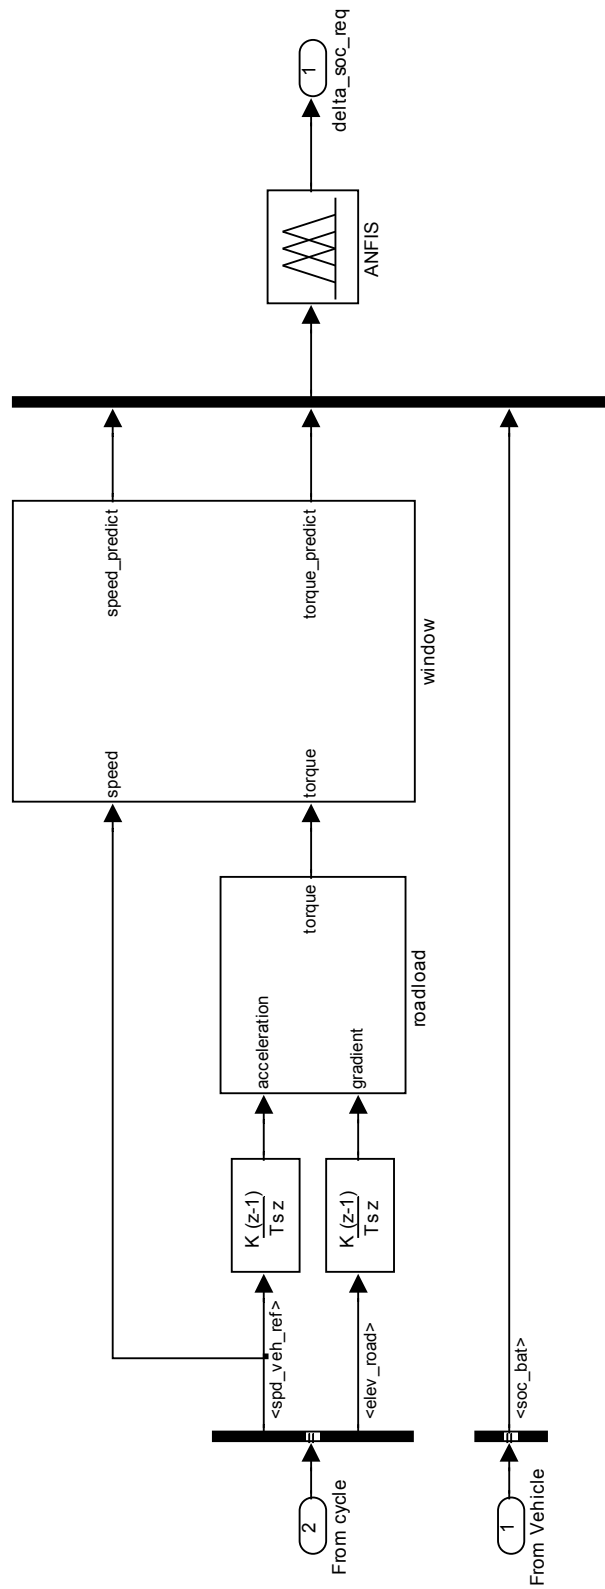 2
From cycle
<spd_veh_ref>
<elev_road>
K (z-1)
Ts z
K (z-1)
Ts z
acceleration
gradient
torque
roadload
speed
torque
speed_predict
torque_predict
window
ANFIS
1
delta_soc_req
1
From Vehicle
<soc_bat>